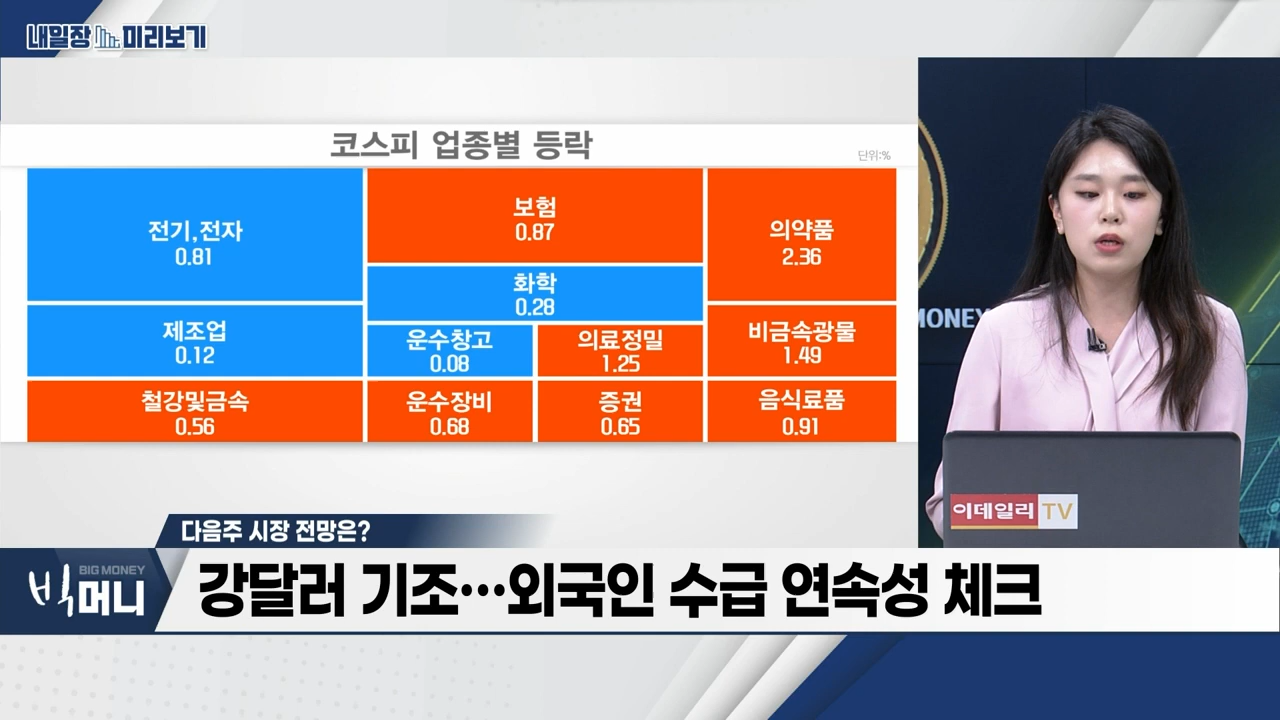 내일장 미리보기
코스피 업종별 등락
단위:%
전기,전자
0.81
보험
0.87
의약품
2.36
화학
0.28
제조업
0.12
운수창고
0.08
의료정밀
1.25
비금속광물
1.49
철강및금속
0.56
운수장비
0.68
증권
0.65
음식료품
0.91
MONEY
이데일리 TV
다음주 시장 전망은?
BIG MONEY
빅머니
강달러 기조…외국인 수급 연속성 체크